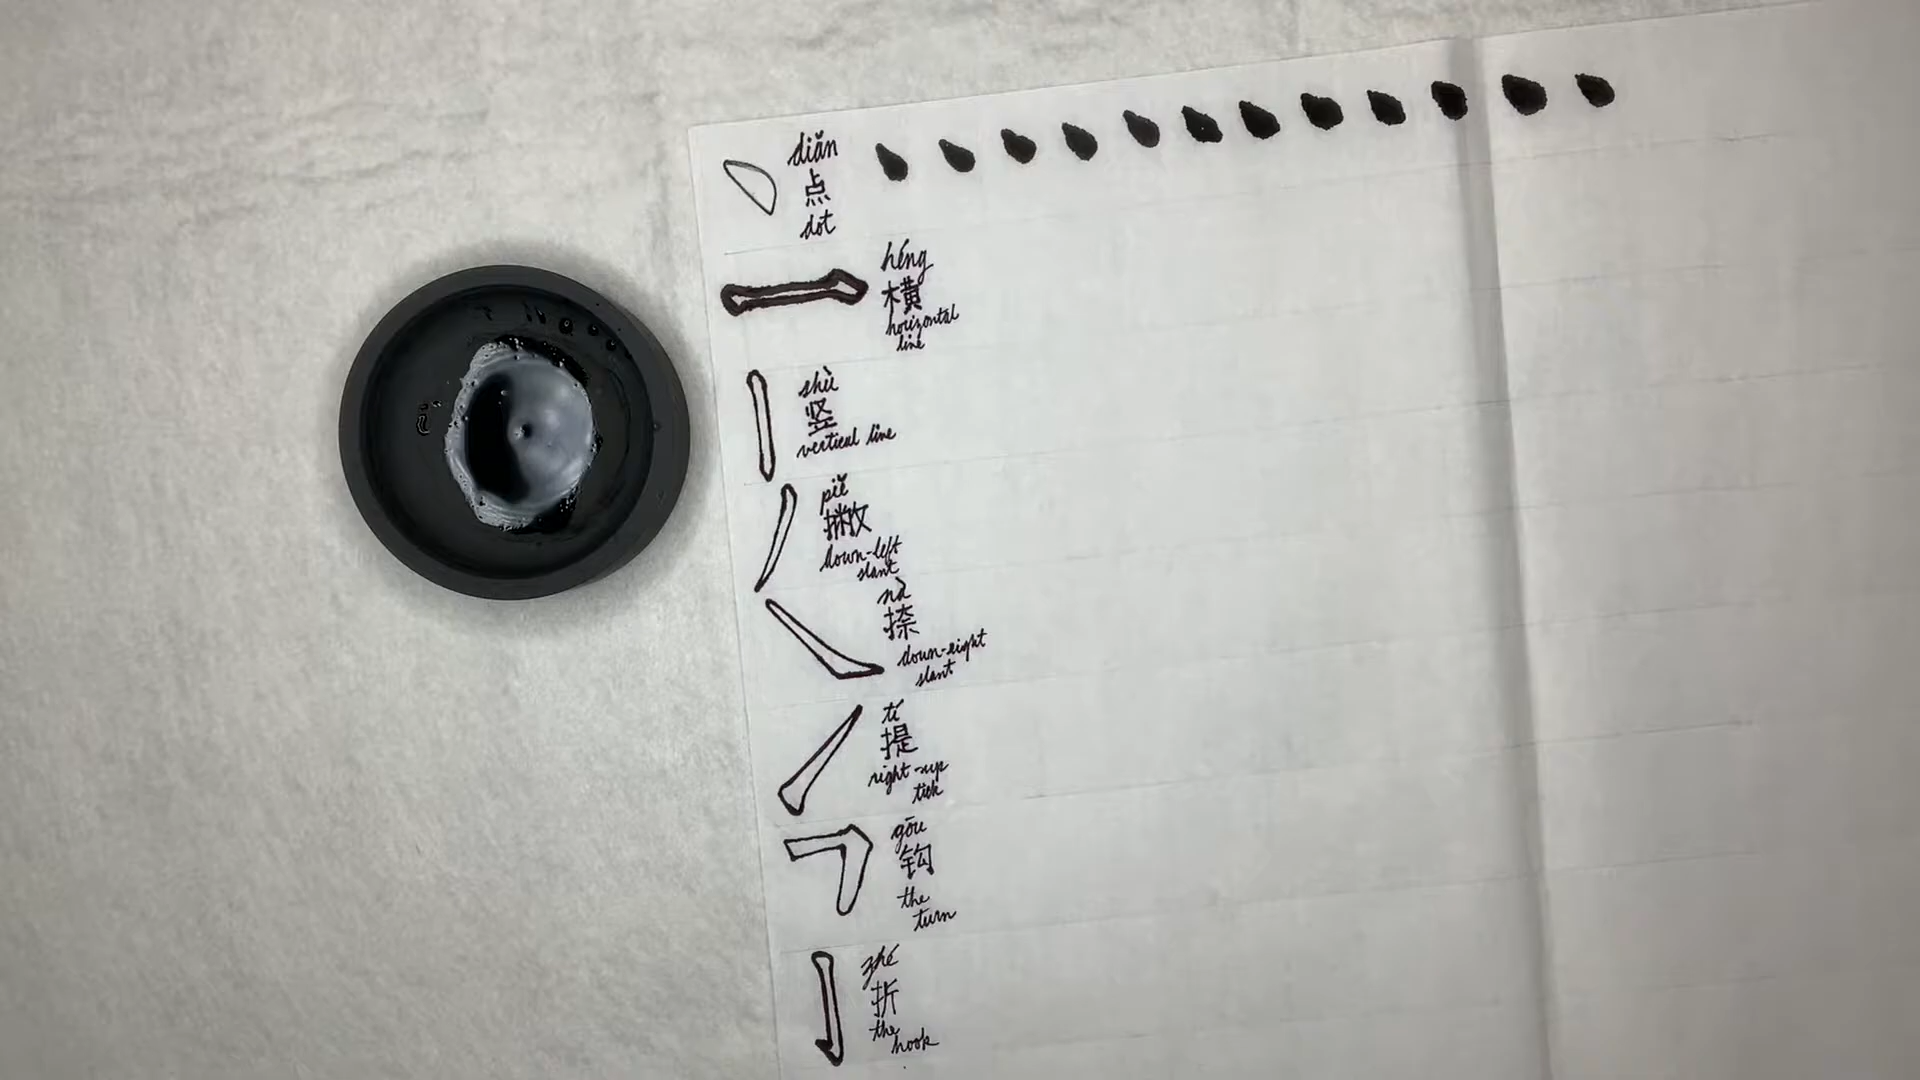 diǎn
点
dot
héng
横
horizontal
line
shù
竖
vertical line
piě
撇
down-left
slant
nà
捺
down-right
slant
tí
提
right-up
tick
gōu
钩
the
turn
zhé
折
the
hook